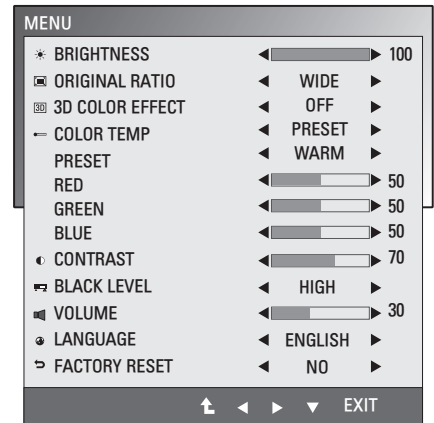 MENU
BRIGHTNESS 100
ORIGINAL RATIO WIDE
3D 3D COLOR EFFECT OFF
COLOR TEMP PRESET
PRESET WARM
RED 50
GREEN 50
BLUE 50
CONTRAST 70
BLACK LEVEL HIGH
VOLUME 30
LANGUAGE ENGLISH
FACTORY RESET NO
EXIT